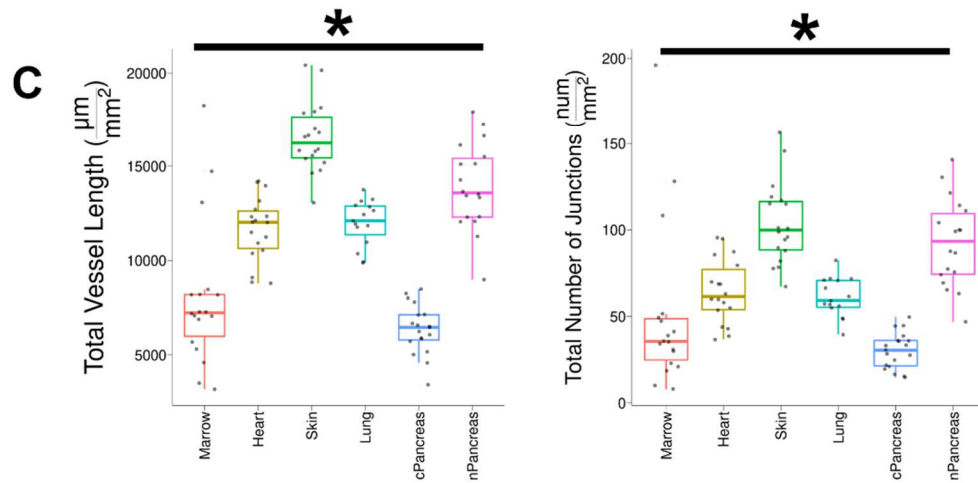 C
*
Total Vessel Length (μm/mm²)
20000
15000
10000
5000
Marrow
Heart
Skin
Lung
cPancreas
nPancreas
*
Total Number of Junctions (num/mm²)
200
150
100
50
0
Marrow
Heart
Skin
Lung
cPancreas
nPancreas